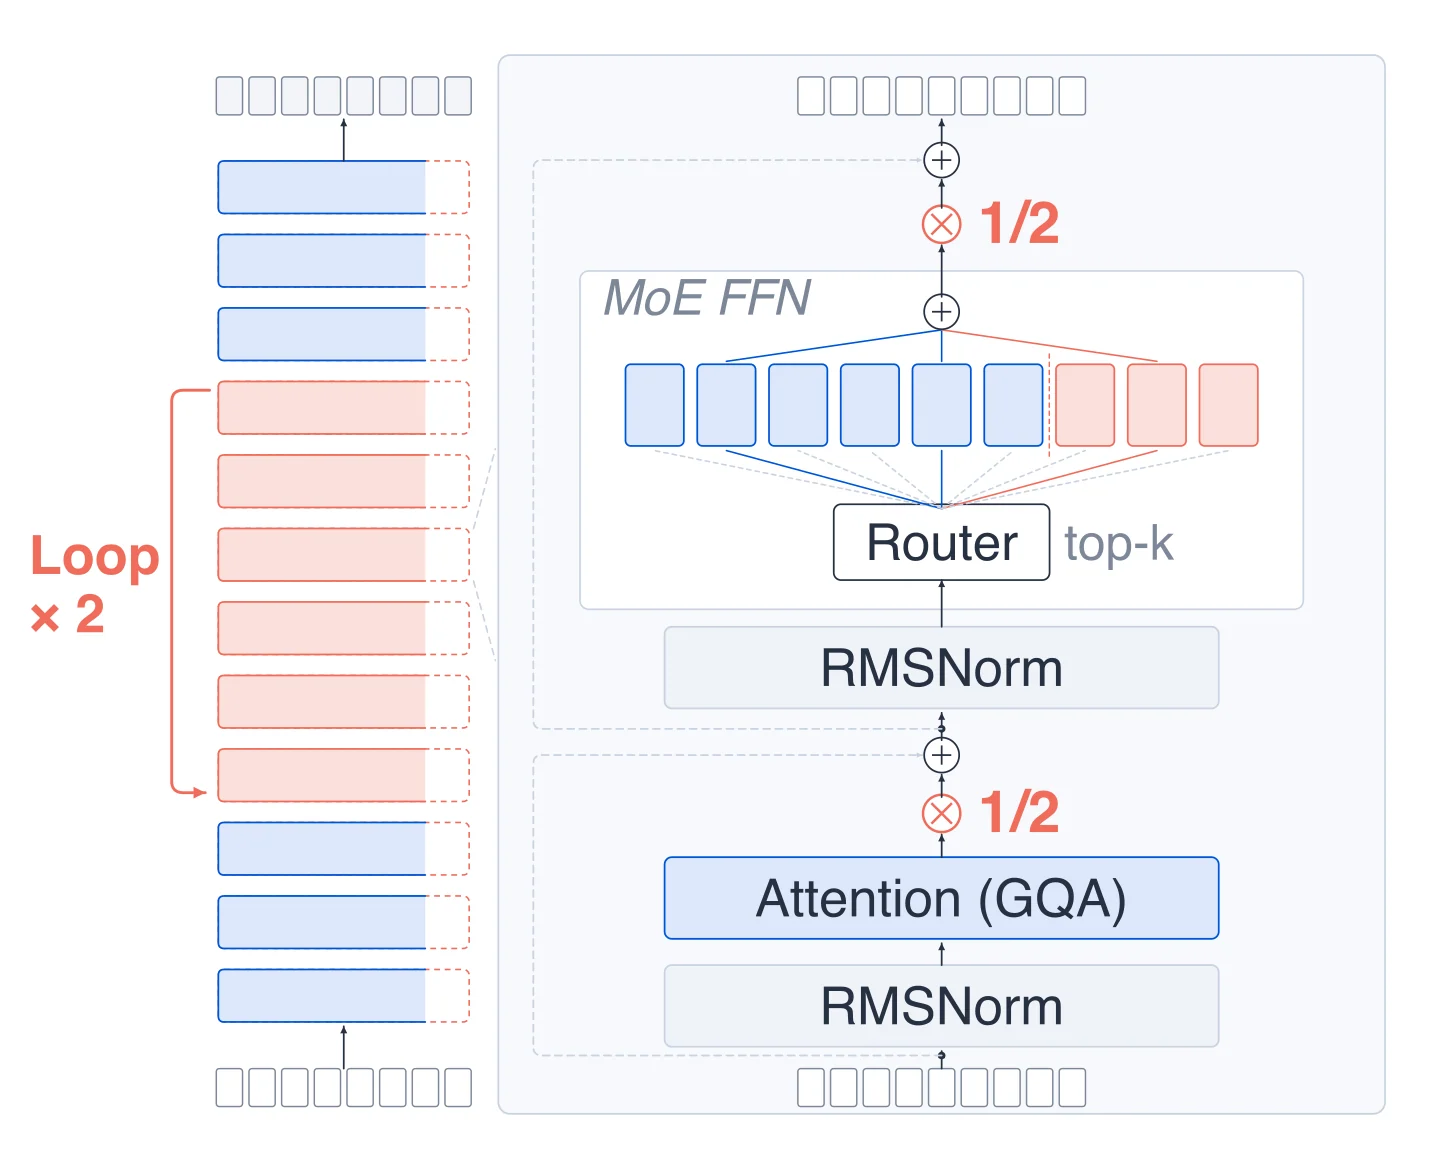 Loop
× 2
1/2
MoE FFN
Router
top-k
RMSNorm
1/2
Attention (GQA)
RMSNorm